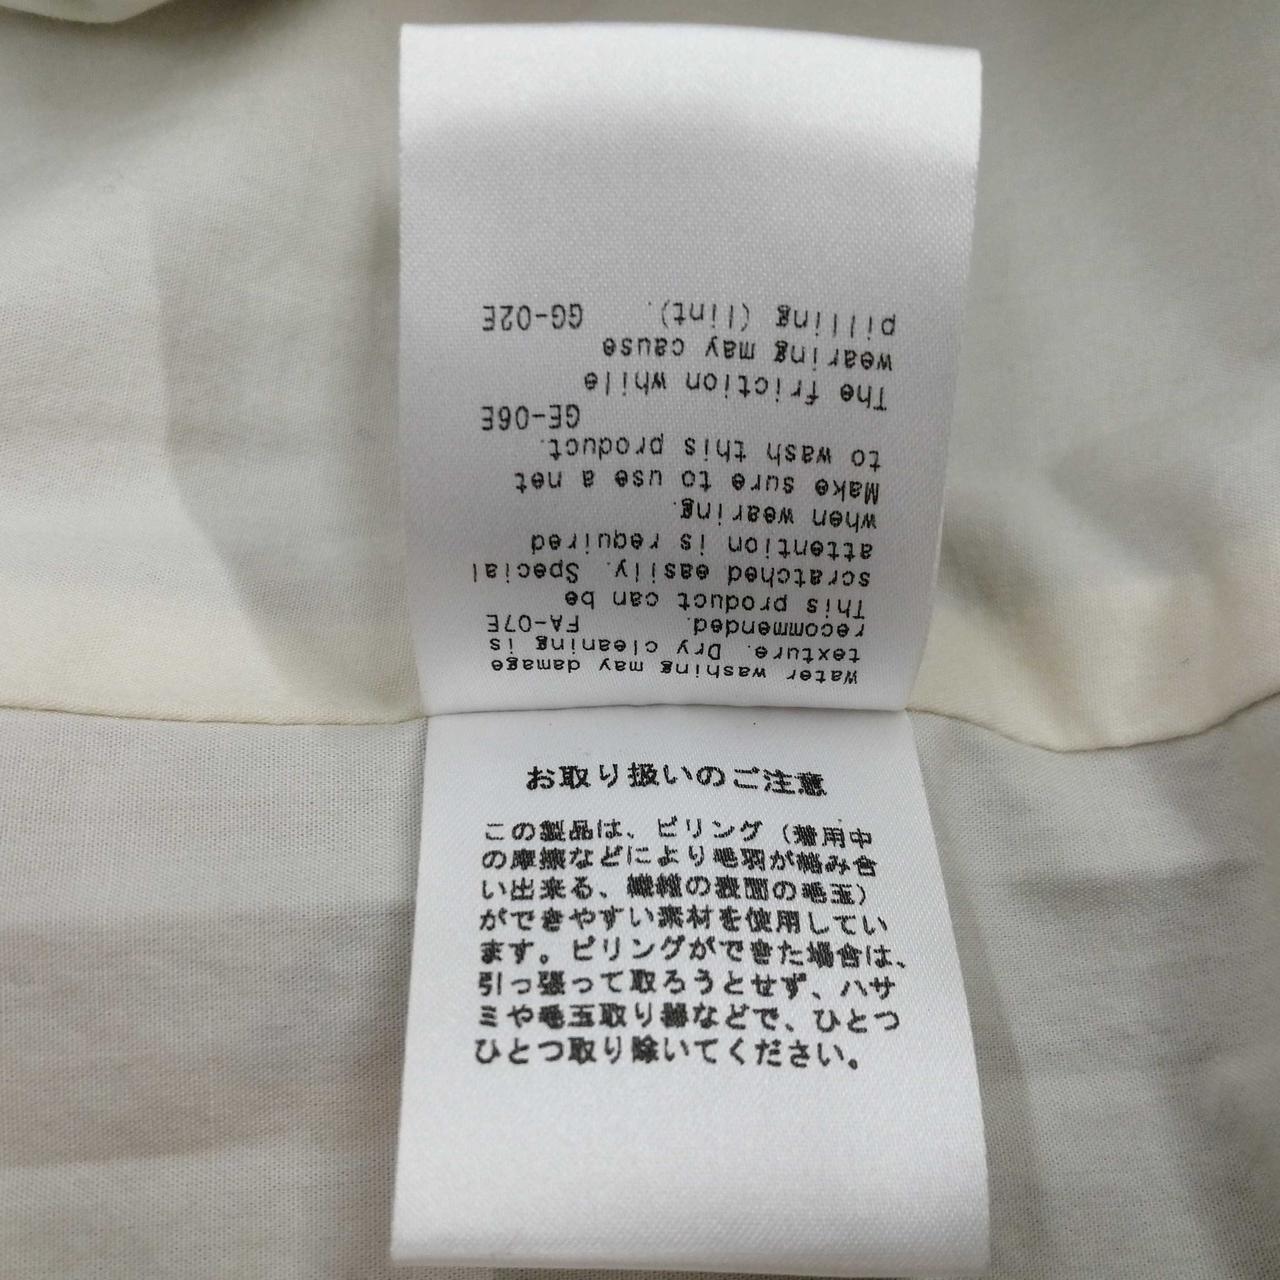 Water washing may damage
texture. Dry cleaning is
recommended. FA-07E
This product can be
scratched easily. Special
attention is required
when wearing.
Make sure to use a net
to wash this product.
GE-06E
The friction while
wearing may cause
pilling (lint). GG-02E
お取り扱いのご注意
この製品は、ピリング（着用中
の摩擦などにより毛羽が絡み合
い出来る、繊維の表面の毛玉）
ができやすい素材を使用してい
ます。ピリングができた場合は、
引っ張って取ろうとせず、ハサ
ミや毛玉取り器などで、ひとつ
ひとつ取り除いてください。